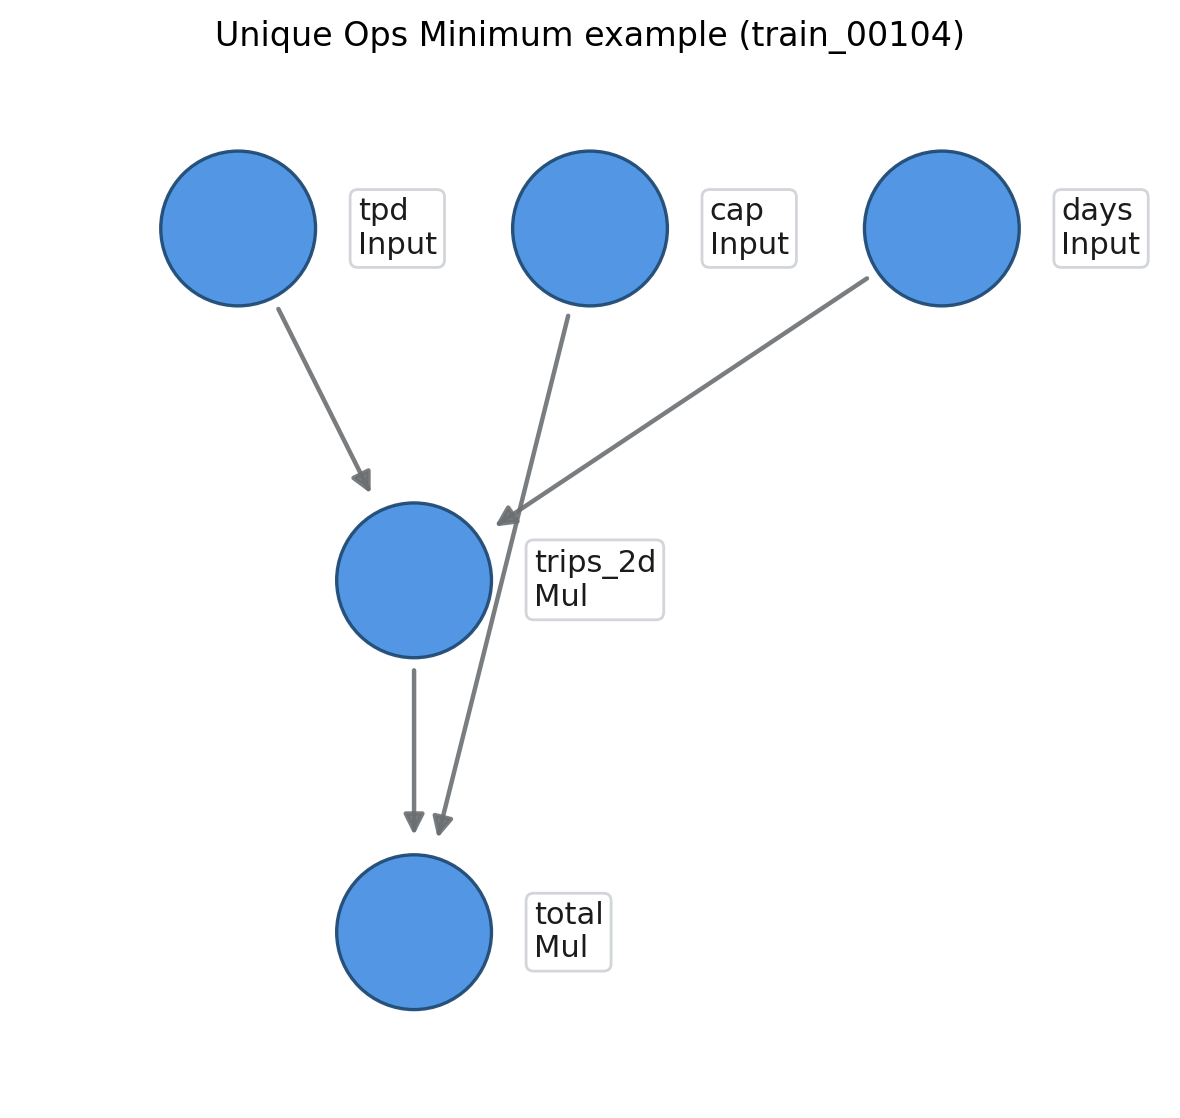 Unique Ops Minimum example (train_00104)
tpd
Input
cap
Input
days
Input
trips_2d
Mul
total
Mul